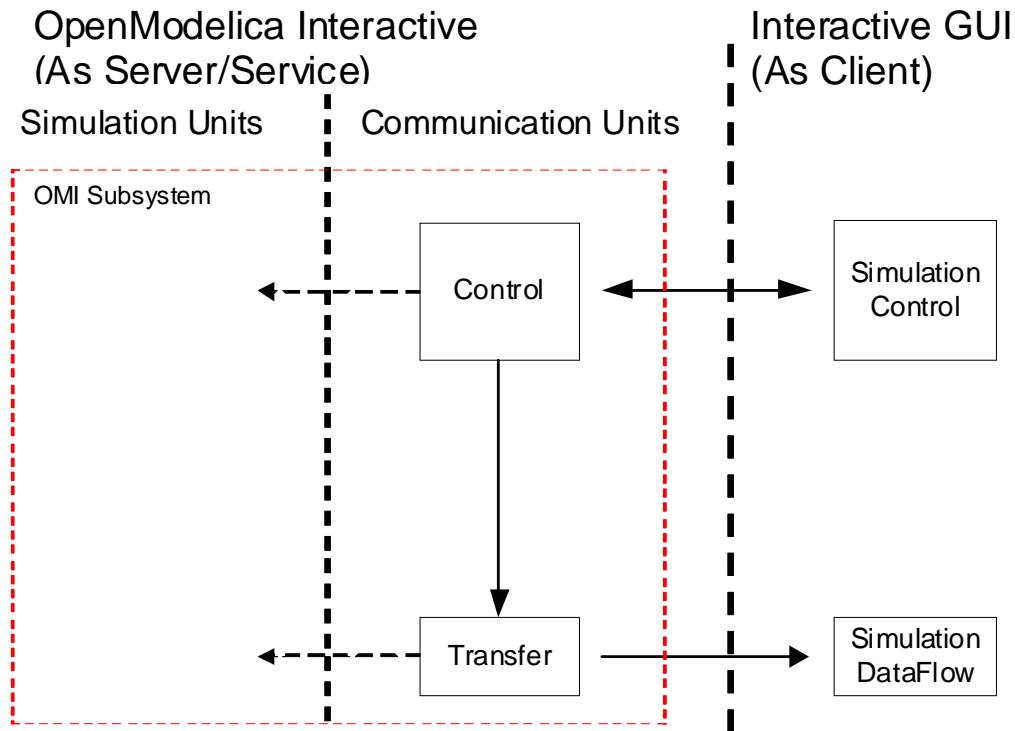 OpenModelica Interactive
(As Server/Service)
Interactive GUI
(As Client)
Simulation Units
Communication Units
OMI Subsystem
Control
Simulation
Control
Transfer
Simulation
DataFlow